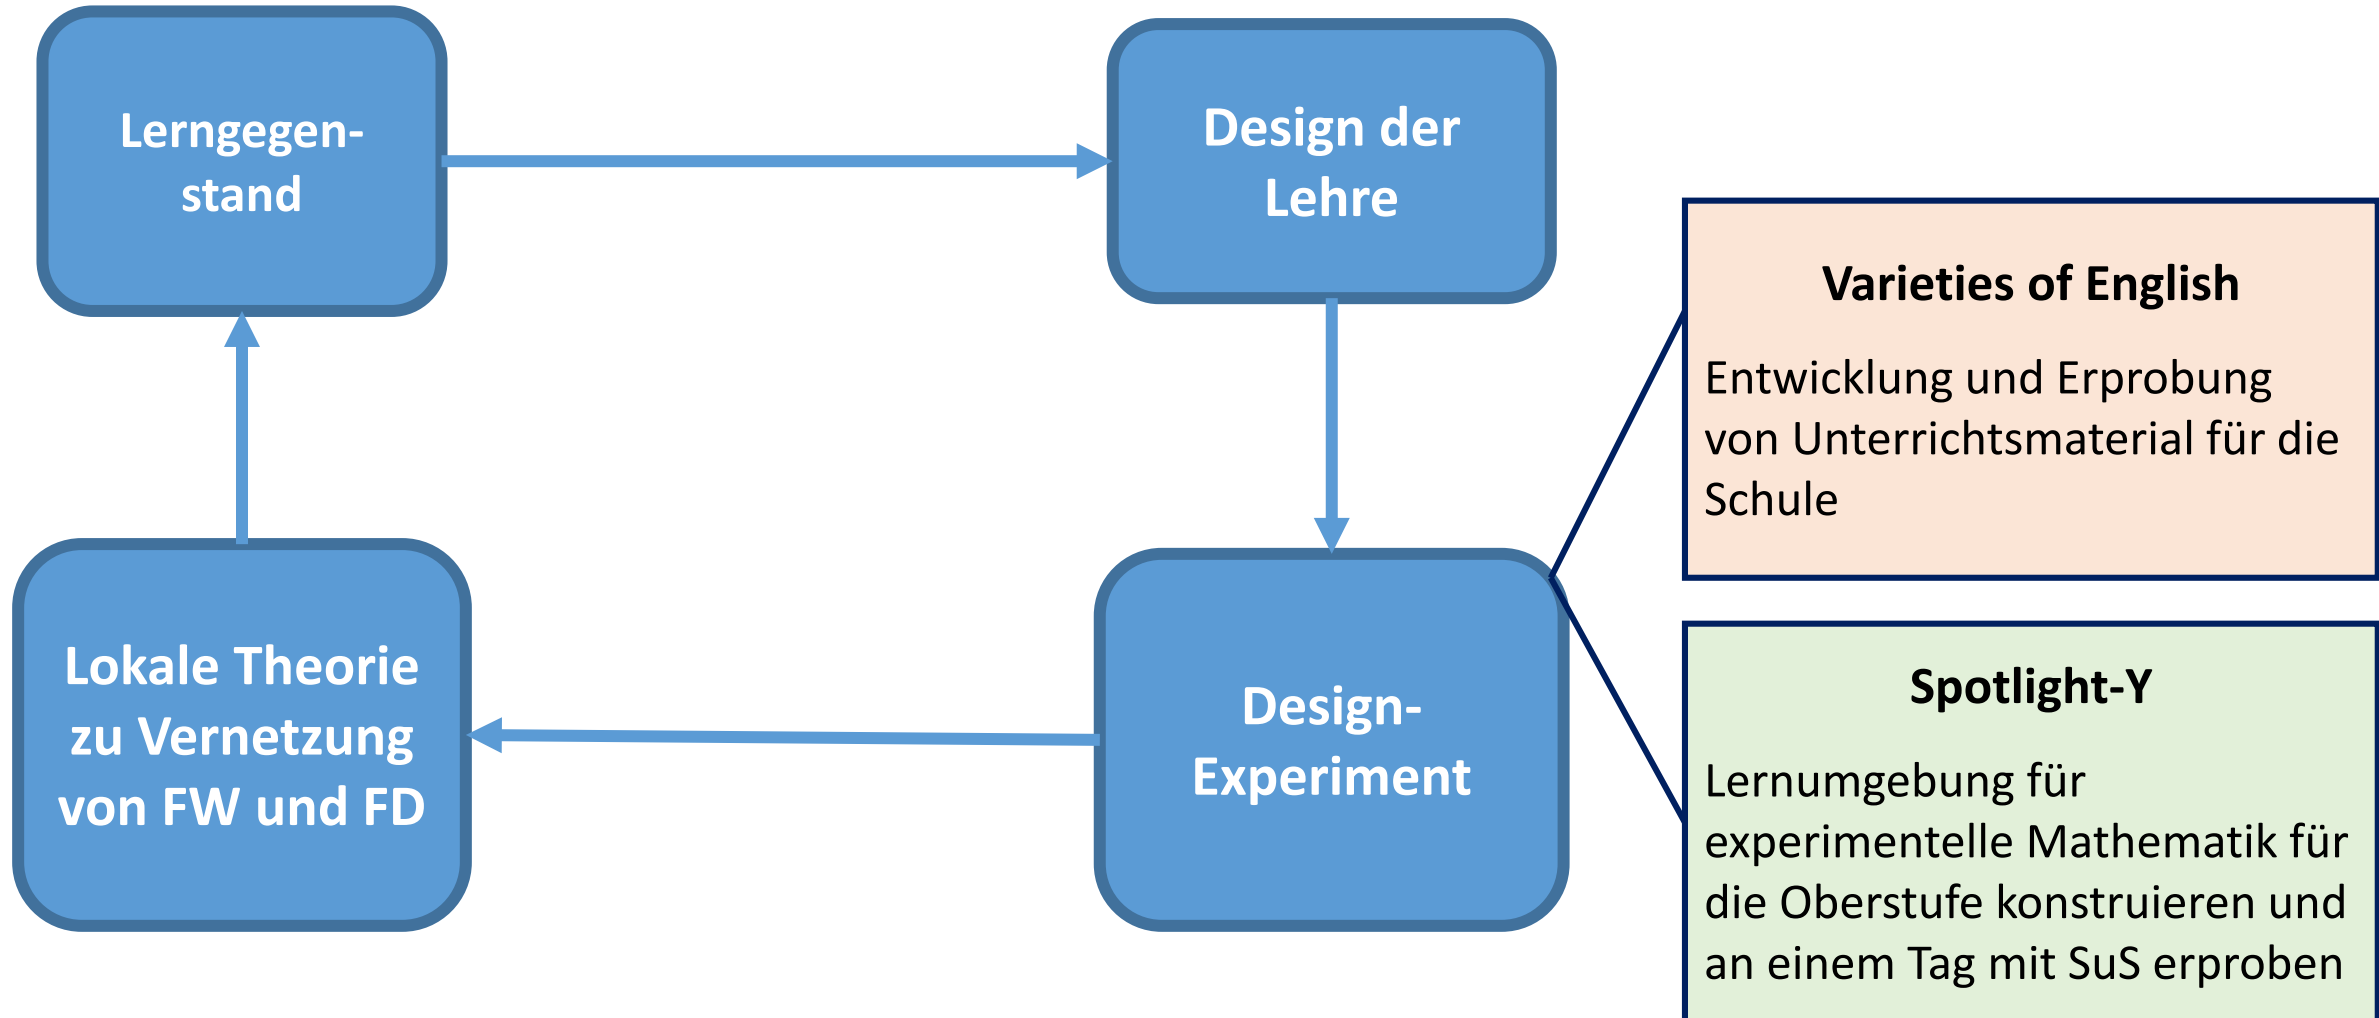 Lerngegen-
stand
Design der
Lehre
Varieties of English
Entwicklung und Erprobung
von Unterrichtsmaterial für die
Schule
Lokale Theorie
zu Vernetzung
von FW und FD
Design-
Experiment
Spotlight-Y
Lernumgebung für
experimentelle Mathematik für
die Oberstufe konstruieren und
an einem Tag mit SuS erproben